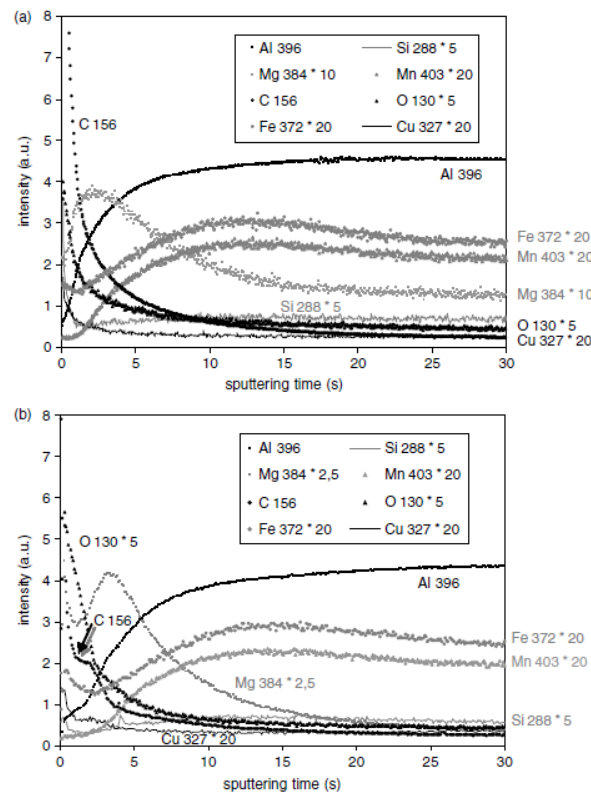 (a)
8
7
6
5
4
3
2
1
0
intensity (a.u.)
Al 396
Si 288 * 5
Mg 384 * 10
Mn 403 * 20
C 156
O 130 * 5
Fe 372 * 20
Cu 327 * 20
C 156
Al 396
Fe 372 * 20
Mn 403 * 20
Mg 384 * 10
Si 288 * 5
O 130 * 5
Cu 327 * 20
0 5 10 15 20 25 30
sputtering time (s)
(b)
8
7
6
5
4
3
2
1
0
intensity (a.u.)
Al 396
Si 288 * 5
Mg 384 * 2,5
Mn 403 * 20
C 156
O 130 * 5
Fe 372 * 20
Cu 327 * 20
O 130 * 5
C 156
Al 396
Fe 372 * 20
Mn 403 * 20
Mg 384 * 2,5
Si 288 * 5
Cu 327 * 20
0 5 10 15 20 25 30
sputtering time (s)